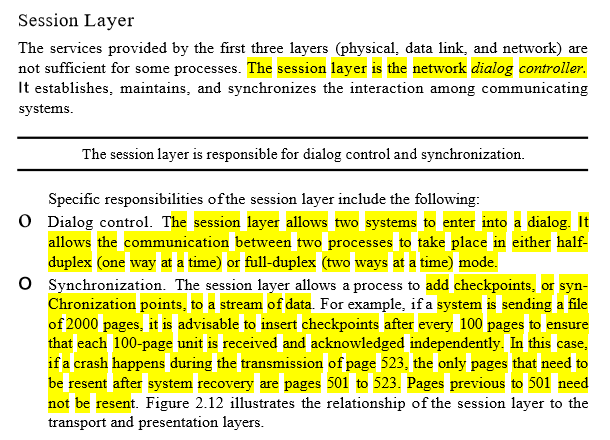 Session Layer
The services provided by the first three layers (physical, data link, and network) are
not sufficient for some processes. The session layer is the network dialog controller.
It establishes, maintains, and synchronizes the interaction among communicating
systems.
The session layer is responsible for dialog control and synchronization.
Specific responsibilities of the session layer include the following:
O Dialog control. The session layer allows two systems to enter into a dialog. It
allows the communication between two processes to take place in either half-
duplex (one way at a time) or full-duplex (two ways at a time) mode.
O Synchronization. The session layer allows a process to add checkpoints, or syn-
Chronization points, to a stream of data. For example, if a system is sending a file
of 2000 pages, it is advisable to insert checkpoints after every 100 pages to ensure
that each 100-page unit is received and acknowledged independently. In this case,
if a crash happens during the transmission of page 523, the only pages that need to
be resent after system recovery are pages 501 to 523. Pages previous to 501 need
not be resent. Figure 2.12 illustrates the relationship of the session layer to the
transport and presentation layers.